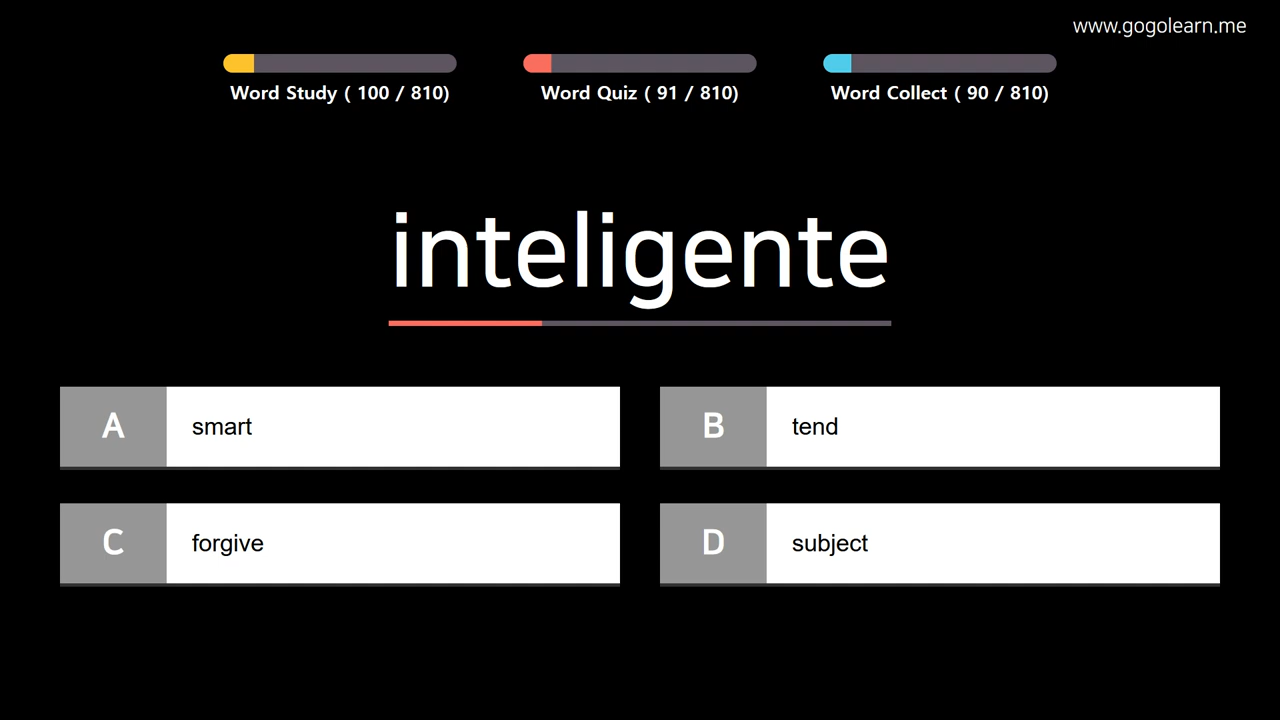 www.gogolearn.me
Word Study ( 100 / 810)
Word Quiz ( 91 / 810)
Word Collect ( 90 / 810)
inteligente
A smart
B tend
C forgive
D subject